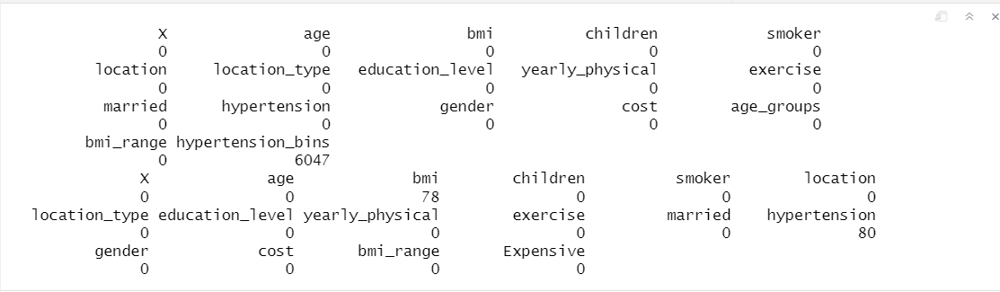 X age bmi children smoker
0 0 0 0 0
location location_type education_level yearly_physical exercise
0 0 0 0 0
married hypertension gender cost age_groups
0 0 0 0 0
bmi_range hypertension_bins
0 6047
X age bmi children smoker location
0 0 78 0 0 0
location_type education_level yearly_physical exercise married hypertension
0 0 0 0 0 80
gender cost bmi_range Expensive
0 0 0 0